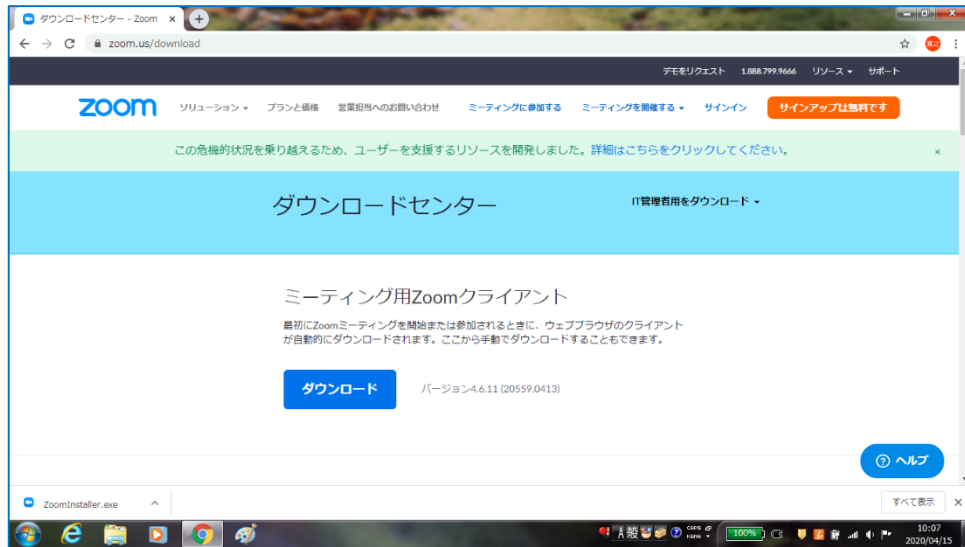 ダウンロードセンター - Zoom
zoom.us/download
デモをリクエスト 1.888.799.9666 リソース サポート
zoom ソリューション プランと価格 営業担当へのお問い合わせ ミーティングに参加する ミーティングを開催する サインイン サインアップは無料です
この危機的状況を乗り越えるため、ユーザーを支援するリソースを開発しました。詳細はこちらをクリックしてください。 ×
ダウンロードセンター IT管理者用をダウンロード
ミーティング用Zoomクライアント
最初にZoomミーティングを開始または参加されるときに、ウェブブラウザのクライアント
が自動的にダウンロードされます。ここから手動でダウンロードすることもできます。
ダウンロード バージョン4.6.11 (20559.0413)
ヘルプ
ZoomInstaller.exe すべて表示
A 般 CAPS KANA 100% 10:07
2020/04/15